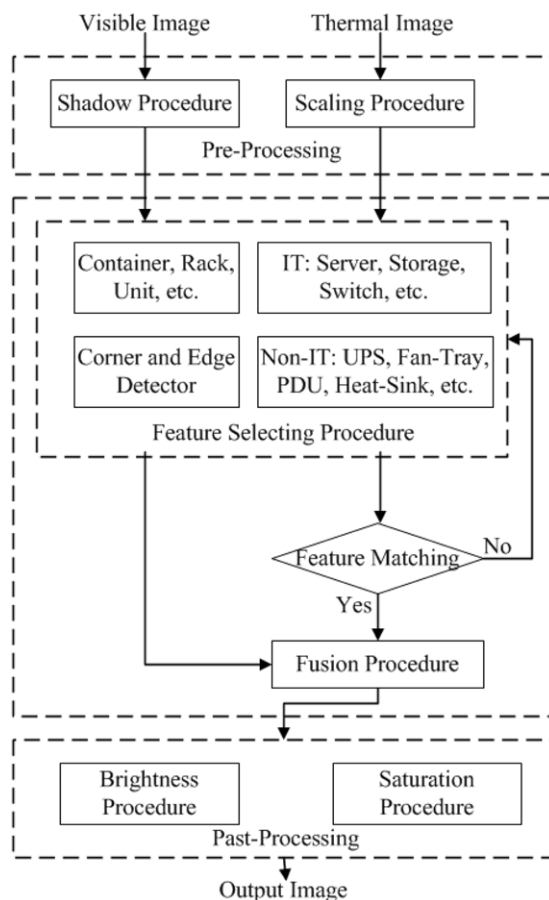 Visible Image
Thermal Image
Shadow Procedure
Scaling Procedure
Pre-Processing
Container, Rack,
Unit, etc.
IT: Server, Storage,
Switch, etc.
Corner and Edge
Detector
Non-IT: UPS, Fan-Tray,
PDU, Heat-Sink, etc.
Feature Selecting Procedure
Feature Matching
No
Yes
Fusion Procedure
Brightness
Procedure
Saturation
Procedure
Past-Processing
Output Image